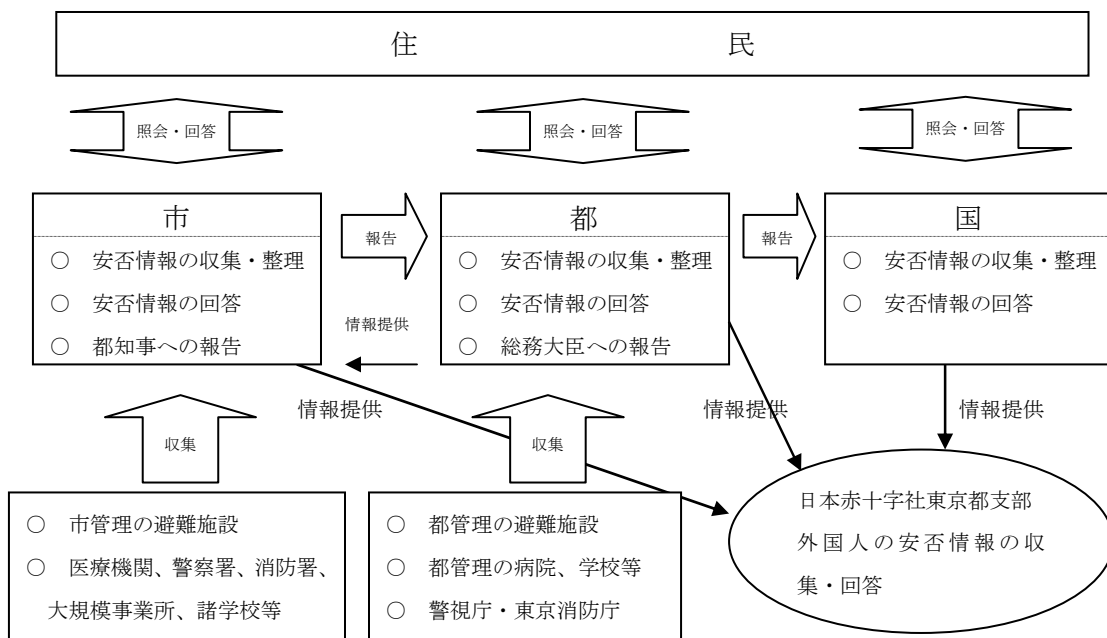 住　民
照会・回答
照会・回答
照会・回答
市
○ 安否情報の収集・整理
○ 安否情報の回答
○ 都知事への報告
報告
情報提供
都
○ 安否情報の収集・整理
○ 安否情報の回答
○ 総務大臣への報告
報告
国
○ 安否情報の収集・整理
○ 安否情報の回答
情報提供
情報提供
情報提供
収集
収集
○ 市管理の避難施設
○ 医療機関、警察署、消防署、
大規模事業所、諸学校等
○ 都管理の避難施設
○ 都管理の病院、学校等
○ 警視庁・東京消防庁
日本赤十字社東京都支部
外国人の安否情報の収
集・回答